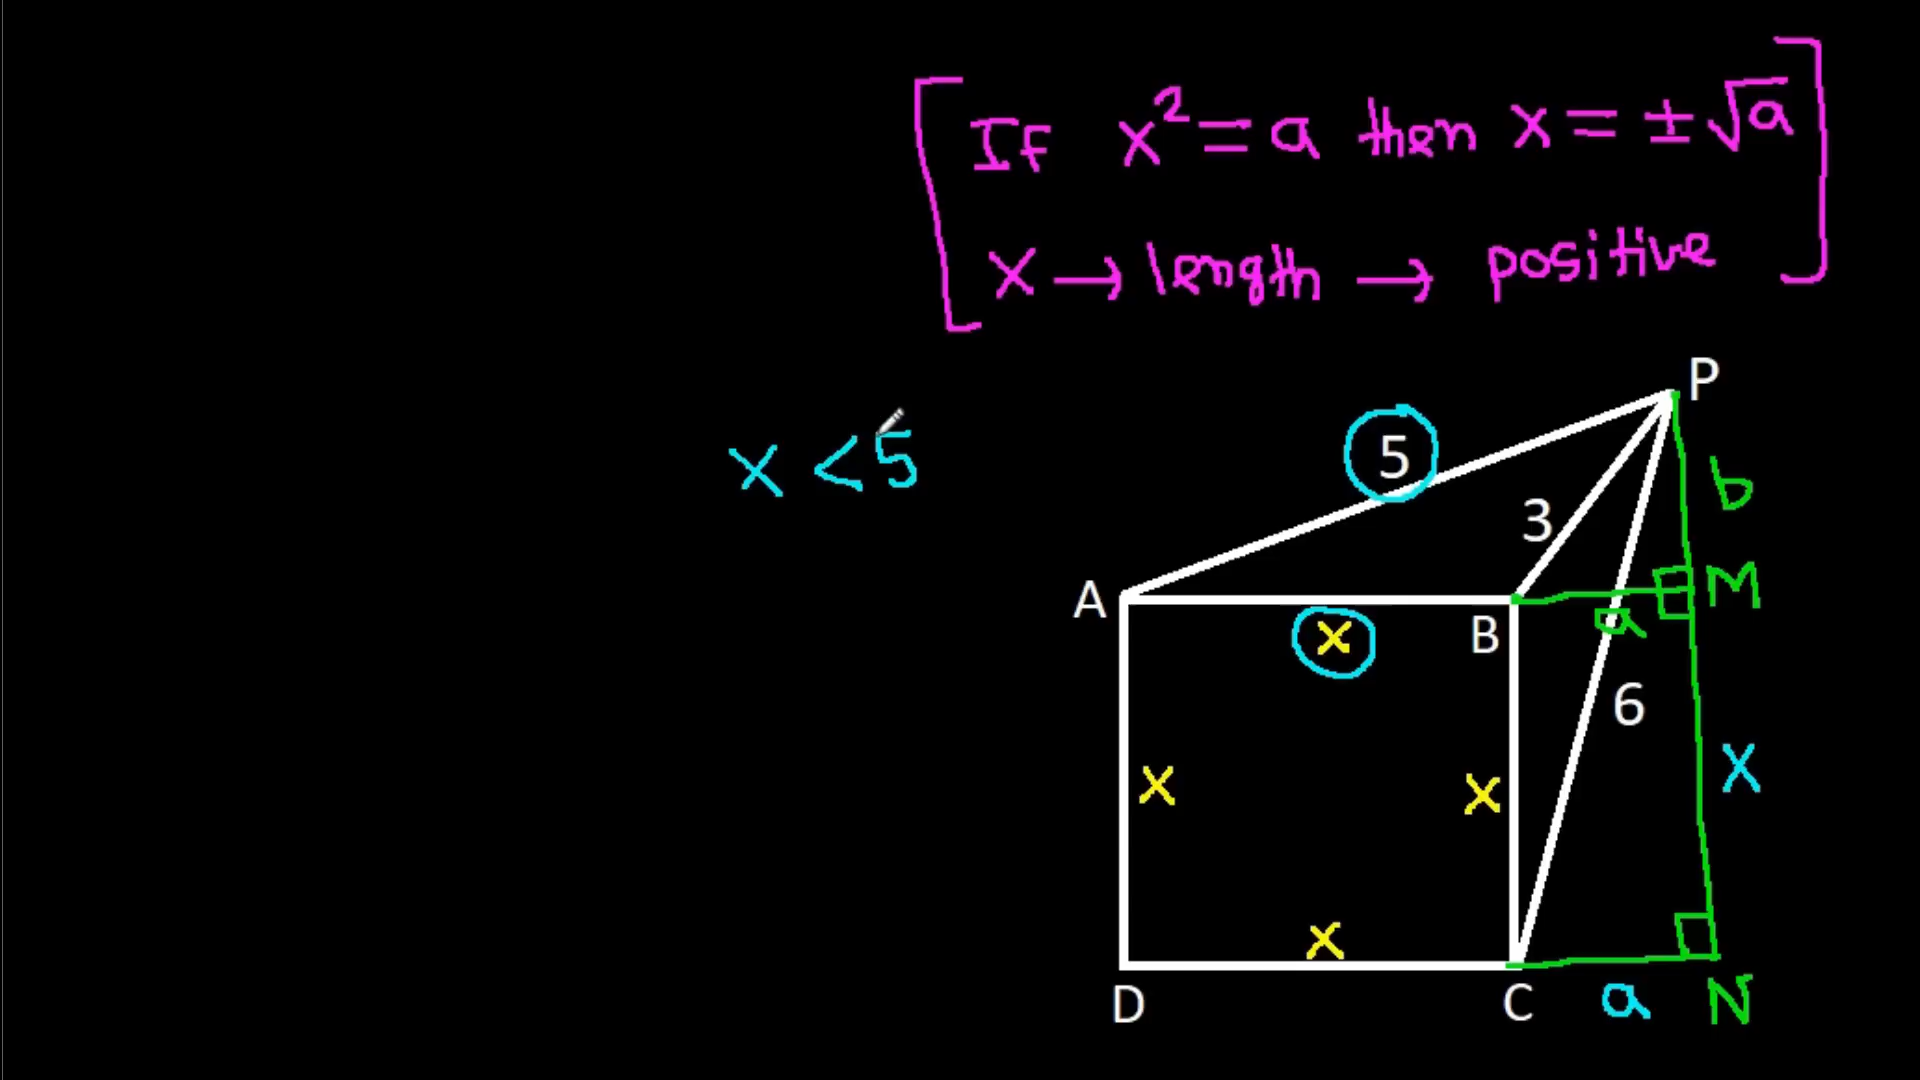 If x² = a then x = ±√a
x → length → positive
x < 5
P
5
b
3
A
M
x
B
a
6
x
x
x
x
D
C
a
N